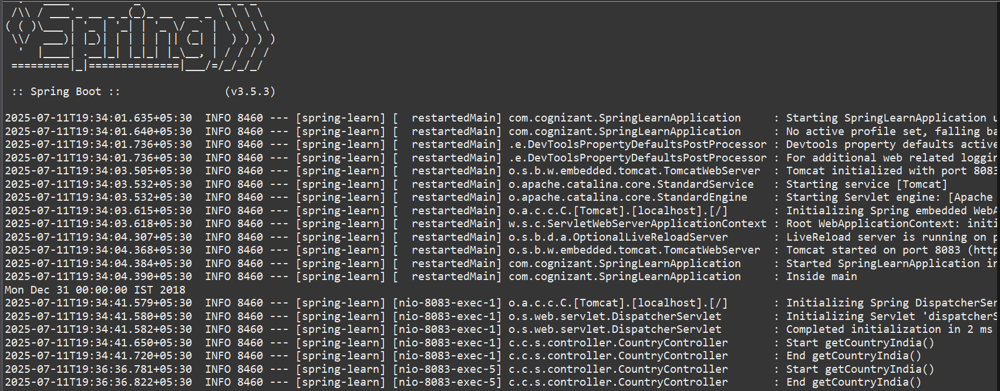 .   ____          _            __ _ _
 /\\ / ___'_ __ _ _(_)_ __  __ _ \ \ \ \
( ( )\___ | '_ | '_| | '_ \/ _` | \ \ \ \
 \\/  ___)| |_)| | | | | || (_| |  ) ) ) )
  '  |____| .__|_| |_|_| |_\__, | / / / /
 =========|_|==============|___/=/_/_/_/
 :: Spring Boot ::                (v3.5.3)
2025-07-11T19:34:01.635+05:30  INFO 8460 --- [spring-learn] [  restartedMain] com.cognizant.SpringLearnApplication     : Starting SpringLearnApplication u
2025-07-11T19:34:01.640+05:30  INFO 8460 --- [spring-learn] [  restartedMain] com.cognizant.SpringLearnApplication     : No active profile set, falling ba
2025-07-11T19:34:01.736+05:30  INFO 8460 --- [spring-learn] [  restartedMain] .e.DevToolsPropertyDefaultsPostProcessor : Devtools property defaults active
2025-07-11T19:34:01.736+05:30  INFO 8460 --- [spring-learn] [  restartedMain] .e.DevToolsPropertyDefaultsPostProcessor : For additional web related loggin
2025-07-11T19:34:03.505+05:30  INFO 8460 --- [spring-learn] [  restartedMain] o.s.b.w.embedded.tomcat.TomcatWebServer  : Tomcat initialized with port 8083
2025-07-11T19:34:03.532+05:30  INFO 8460 --- [spring-learn] [  restartedMain] o.apache.catalina.core.StandardService   : Starting service [Tomcat]
2025-07-11T19:34:03.532+05:30  INFO 8460 --- [spring-learn] [  restartedMain] o.apache.catalina.core.StandardEngine    : Starting Servlet engine: [Apache
2025-07-11T19:34:03.615+05:30  INFO 8460 --- [spring-learn] [  restartedMain] o.a.c.c.C.[Tomcat].[localhost].[/]       : Initializing Spring embedded WebA
2025-07-11T19:34:03.618+05:30  INFO 8460 --- [spring-learn] [  restartedMain] w.s.c.ServletWebServerApplicationContext : Root WebApplicationContext: initi
2025-07-11T19:34:04.307+05:30  INFO 8460 --- [spring-learn] [  restartedMain] o.s.b.d.a.OptionalLiveReloadServer       : LiveReload server is running on p
2025-07-11T19:34:04.368+05:30  INFO 8460 --- [spring-learn] [  restartedMain] o.s.b.w.embedded.tomcat.TomcatWebServer  : Tomcat started on port 8083 (http
2025-07-11T19:34:04.384+05:30  INFO 8460 --- [spring-learn] [  restartedMain] com.cognizant.SpringLearnApplication     : Started SpringLearnApplication in
2025-07-11T19:34:04.390+05:30  INFO 8460 --- [spring-learn] [  restartedMain] com.cognizant.SpringLearnApplication     : Inside main
Mon Dec 31 00:00:00 IST 2018
2025-07-11T19:34:41.579+05:30  INFO 8460 --- [spring-learn] [nio-8083-exec-1] o.a.c.c.C.[Tomcat].[localhost].[/]       : Initializing Spring DispatcherSer
2025-07-11T19:34:41.580+05:30  INFO 8460 --- [spring-learn] [nio-8083-exec-1] o.s.web.servlet.DispatcherServlet        : Initializing Servlet 'dispatcherS
2025-07-11T19:34:41.582+05:30  INFO 8460 --- [spring-learn] [nio-8083-exec-1] o.s.web.servlet.DispatcherServlet        : Completed initialization in 2 ms
2025-07-11T19:34:41.650+05:30  INFO 8460 --- [spring-learn] [nio-8083-exec-1] c.c.s.controller.CountryController       : Start getCountryIndia()
2025-07-11T19:34:41.720+05:30  INFO 8460 --- [spring-learn] [nio-8083-exec-1] c.c.s.controller.CountryController       : End getCountryIndia()
2025-07-11T19:36:36.781+05:30  INFO 8460 --- [spring-learn] [nio-8083-exec-5] c.c.s.controller.CountryController       : Start getCountryIndia()
2025-07-11T19:36:36.822+05:30  INFO 8460 --- [spring-learn] [nio-8083-exec-5] c.c.s.controller.CountryController       : End getCountryIndia()